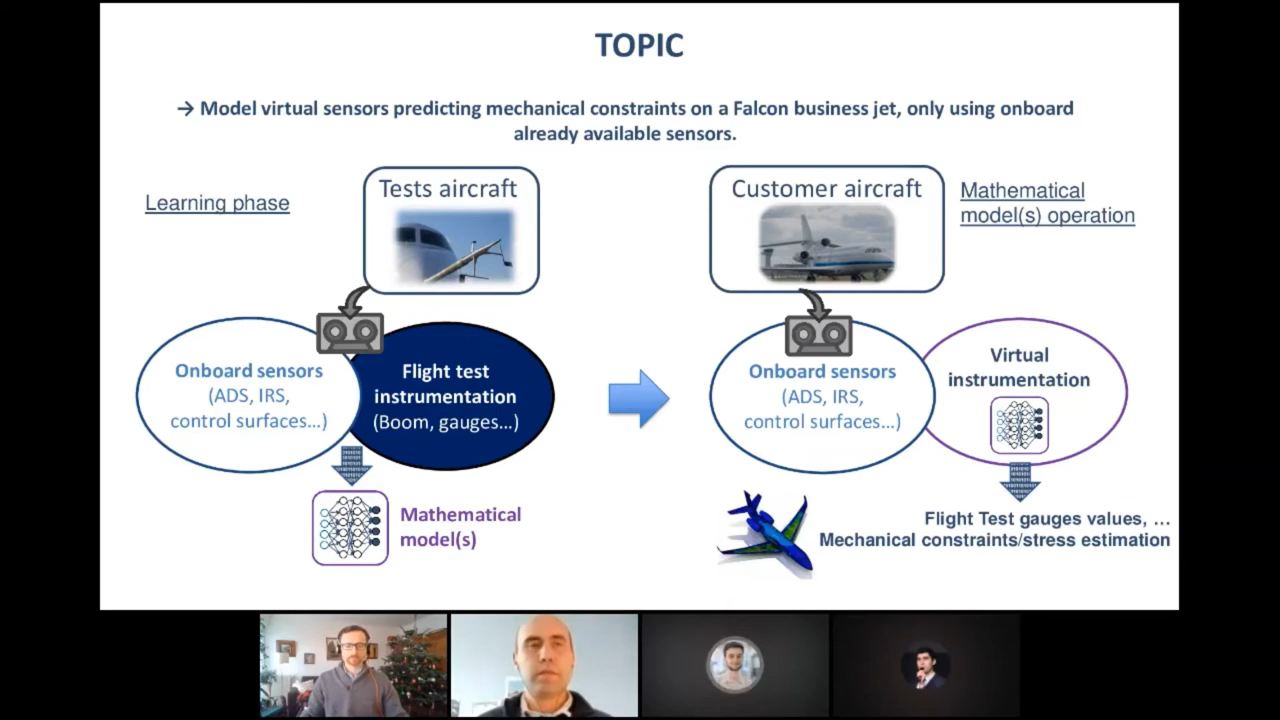 TOPIC
→ Model virtual sensors predicting mechanical constraints on a Falcon business jet, only using onboard
already available sensors.
Learning phase
Tests aircraft
Customer aircraft
Mathematical
model(s) operation
Onboard sensors
(ADS, IRS,
control surfaces...)
Flight test
instrumentation
(Boom, gauges...)
Onboard sensors
(ADS, IRS,
control surfaces...)
Virtual
instrumentation
Mathematical
model(s)
Flight Test gauges values, ...
Mechanical constraints/stress estimation